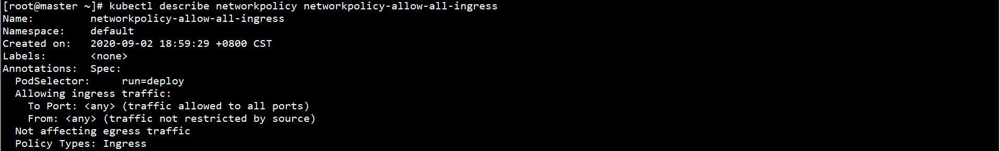 [root@master ~]# kubectl describe networkpolicy networkpolicy-allow-all-ingress
Name:         networkpolicy-allow-all-ingress
Namespace:    default
Created on:   2020-09-02 18:59:29 +0800 CST
Labels:       <none>
Annotations:  Spec:
  PodSelector:     run=deploy
  Allowing ingress traffic:
    To Port: <any> (traffic allowed to all ports)
    From: <any> (traffic not restricted by source)
  Not affecting egress traffic
  Policy Types: Ingress